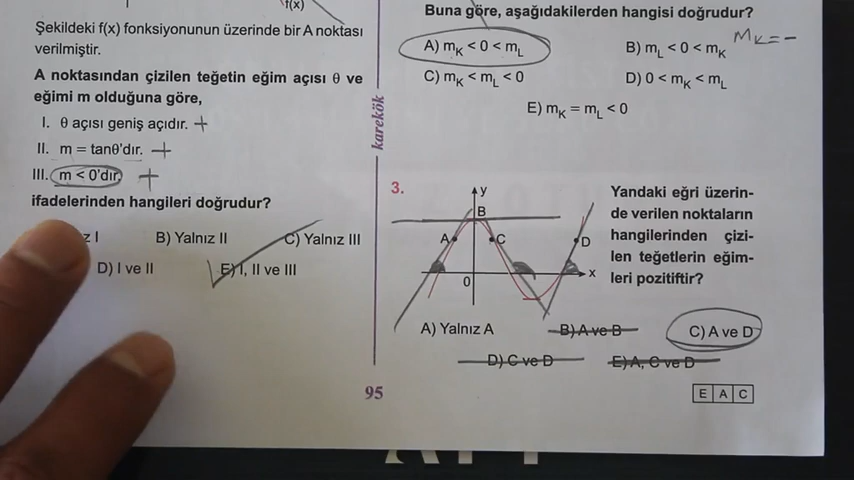 f(x)
Şekildeki f(x) fonksiyonunun üzerinde bir A noktası
verilmiştir.
A noktasından çizilen teğetin eğim açısı θ ve
eğimi m olduğuna göre,
I. θ açısı geniş açıdır. +
II. m = tanθ'dır. +
III. m < 0'dır. +
ifadelerinden hangileri doğrudur?
z I B) Yalnız II C) Yalnız III
D) I ve II E) I, II ve III
karekök
95
Buna göre, aşağıdakilerden hangisi doğrudur?
A) mK < 0 < mL B) mL < 0 < mK
mK = -
C) mK < mL < 0 D) 0 < mK < mL
E) mK = mL < 0
3.
y
B
A C D
x
0
Yandaki eğri üzerin-
de verilen noktaların
hangilerinden çizi-
len teğetlerin eğim-
leri pozitiftir?
A) Yalnız A B) A ve B C) A ve D
D) C ve D E) A, C ve D
E A C